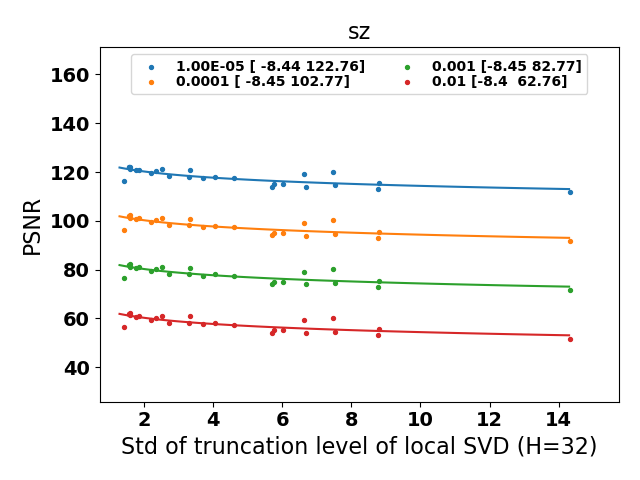 sz
1.00E-05 [ -8.44 122.76]
0.0001 [ -8.45 102.77]
0.001 [-8.45 82.77]
0.01 [-8.4  62.76]
160
140
120
100
80
60
40
PSNR
2 4 6 8 10 12 14
Std of truncation level of local SVD (H=32)